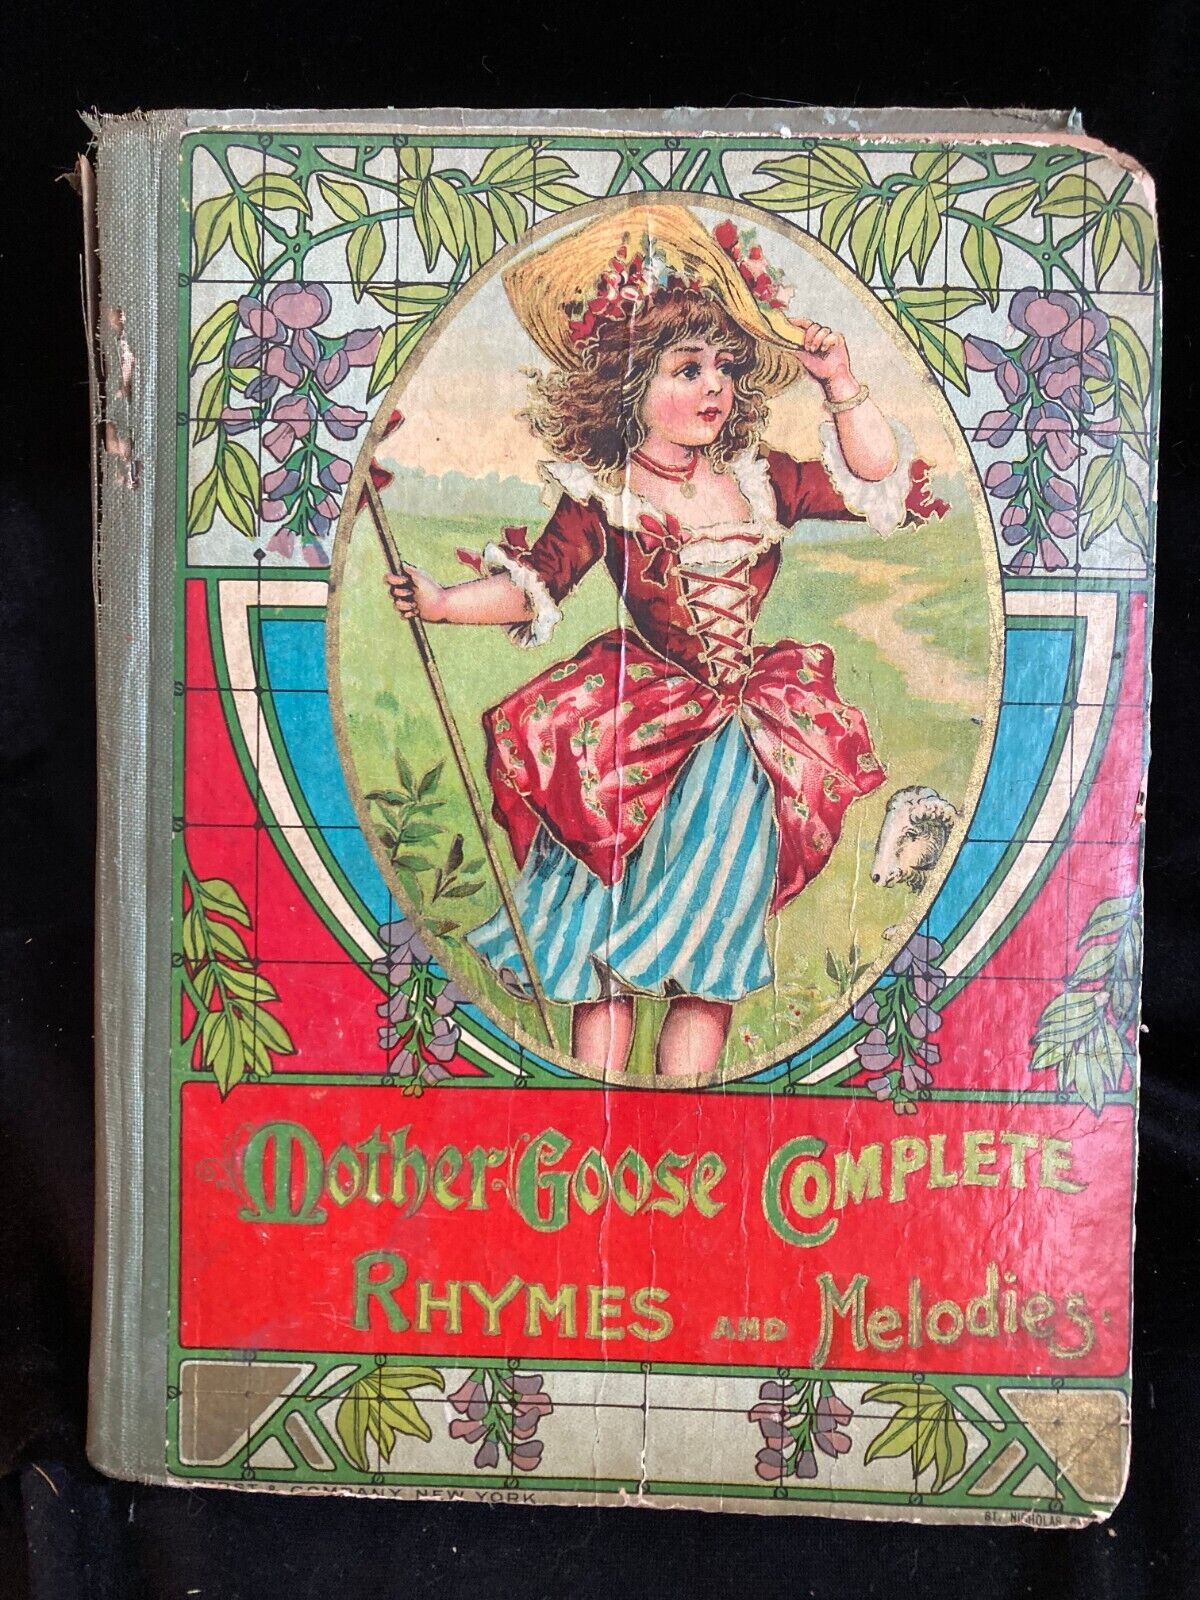 Mother Goose Complete
Rhymes and Melodies.
& COMPANY, NEW YORK
ST. NICHOLAS